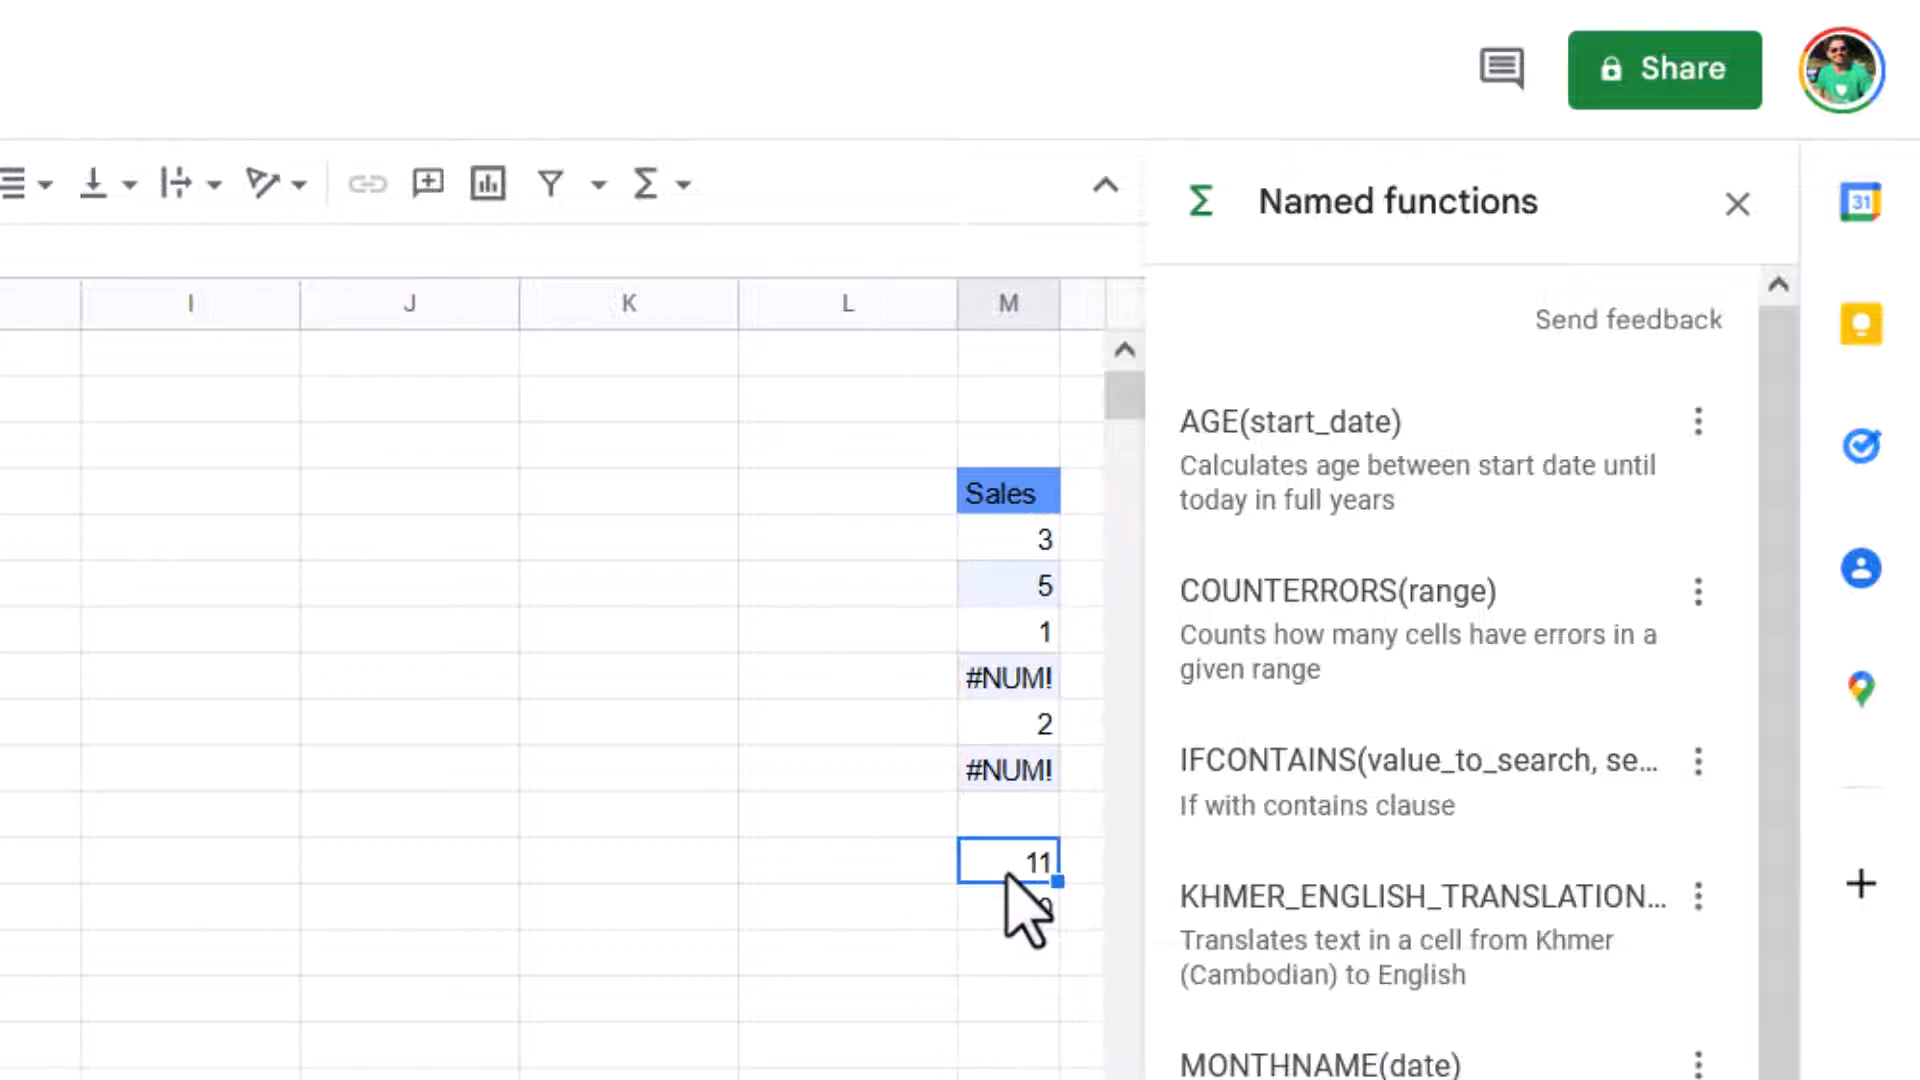 Share
Named functions
31
I J K L M
Send feedback
Sales
3
5
1
#NUM!
2
#NUM!
11
AGE(start_date)
Calculates age between start date until
today in full years
COUNTERRORS(range)
Counts how many cells have errors in a
given range
IFCONTAINS(value_to_search, se...
If with contains clause
KHMER_ENGLISH_TRANSLATION...
Translates text in a cell from Khmer
(Cambodian) to English
MONTHNAME(date)